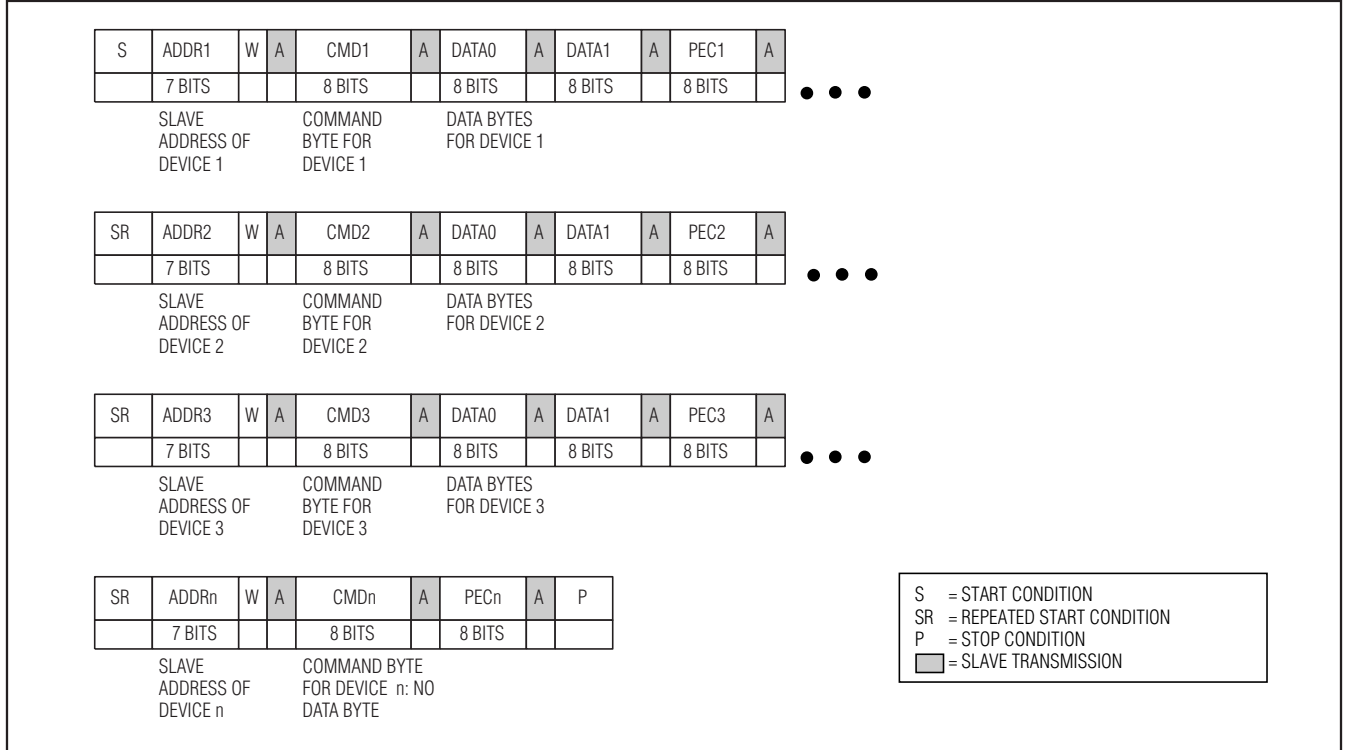 S ADDR1 W A CMD1 A DATA0 A DATA1 A PEC1 A
7 BITS 8 BITS 8 BITS 8 BITS 8 BITS
SLAVE ADDRESS OF DEVICE 1
COMMAND BYTE FOR DEVICE 1
DATA BYTES FOR DEVICE 1
SR ADDR2 W A CMD2 A DATA0 A DATA1 A PEC2 A
7 BITS 8 BITS 8 BITS 8 BITS 8 BITS
SLAVE ADDRESS OF DEVICE 2
COMMAND BYTE FOR DEVICE 2
DATA BYTES FOR DEVICE 2
SR ADDR3 W A CMD3 A DATA0 A DATA1 A PEC3 A
7 BITS 8 BITS 8 BITS 8 BITS 8 BITS
SLAVE ADDRESS OF DEVICE 3
COMMAND BYTE FOR DEVICE 3
DATA BYTES FOR DEVICE 3
SR ADDRn W A CMDn A PECn A P
7 BITS 8 BITS 8 BITS
SLAVE ADDRESS OF DEVICE n
COMMAND BYTE FOR DEVICE n: NO DATA BYTE
S = START CONDITION
SR = REPEATED START CONDITION
P = STOP CONDITION
= SLAVE TRANSMISSION